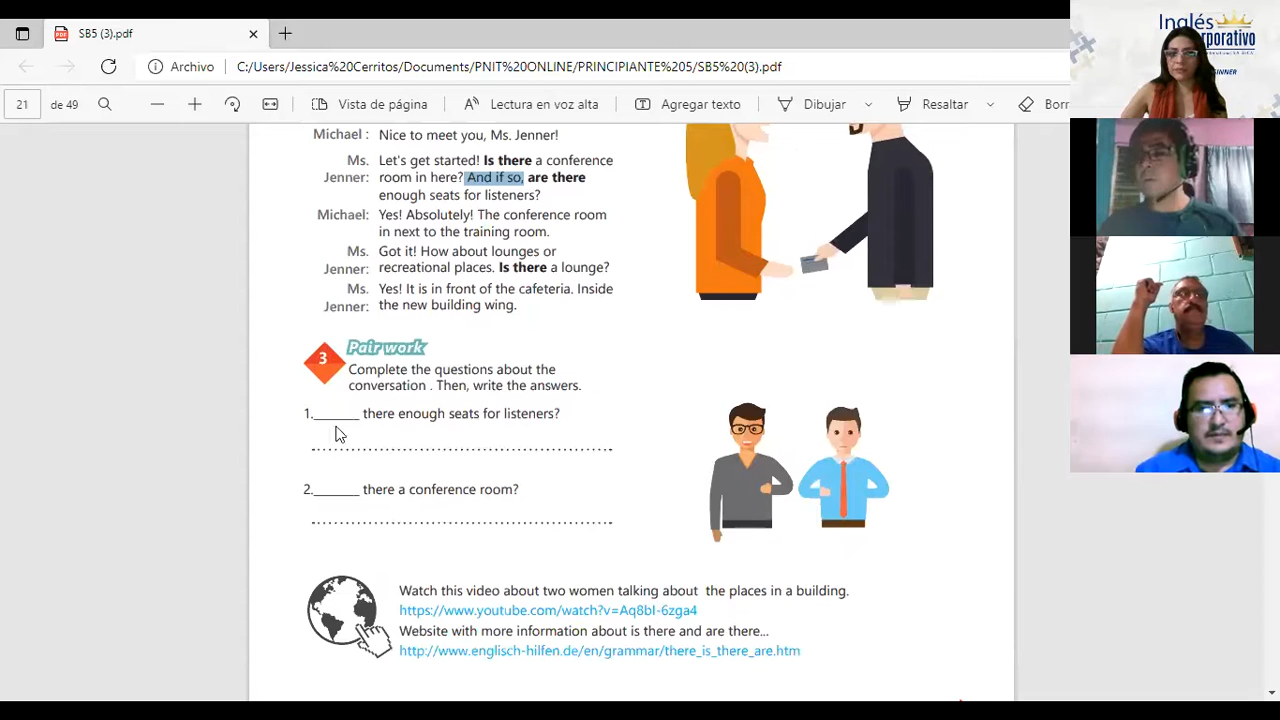 SB5 (3).pdf
Archivo
C:/Users/Jessica%20Cerritos/Documents/FNITAS-ONLINE/PRINCIPIANTE%205/SB5%20(3).pdf
21 de 49
Vista de página
Lectura en voz alta
Agregar texto
Dibujar
Resaltar
Borr
Michael : Nice to meet you, Ms. Jenner!
Ms. Let's get started! Is there a conference
Jenner: room in here? And if so, are there
enough seats for listeners?
Michael: Yes! Absolutely! The conference room
in next to the training room.
Ms. Got it! How about lounges or
Jenner: recreational places. Is there a lounge?
Ms. Yes! It is in front of the cafeteria. Inside
Jenner: the new building wing.
3 Pair work
Complete the questions about the
conversation . Then, write the answers.
1._______ there enough seats for listeners?
2._______ there a conference room?
Watch this video about two women talking about the places in a building.
https://www.youtube.com/watch?v=Aq8bI-6zga4
Website with more information about is there and are there...
http://www.englisch-hilfen.de/en/grammar/there_is_there_are.htm
Inglés